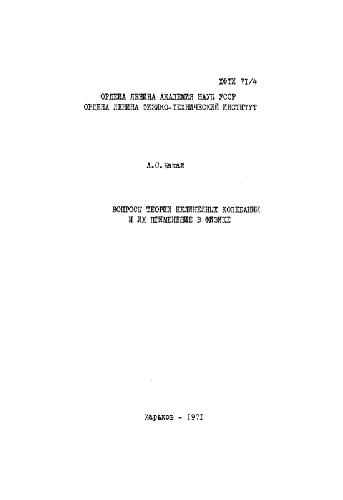 ХФТИ 71/4
ОРДЕНА ЛЕНИНА АКАДЕМИЯ НАУК УССР
ОРДЕНА ЛЕНИНА ФИЗИКО-ТЕХНИЧЕСКИЙ ИНСТИТУТ
А.С.Бакай
ВОПРОСЫ ТЕОРИИ НЕЛИНЕЙНЫХ КОЛЕБАНИЙ
И ИХ ПРИМЕНЕНИЕ В ФИЗИКЕ
Харьков - 1971